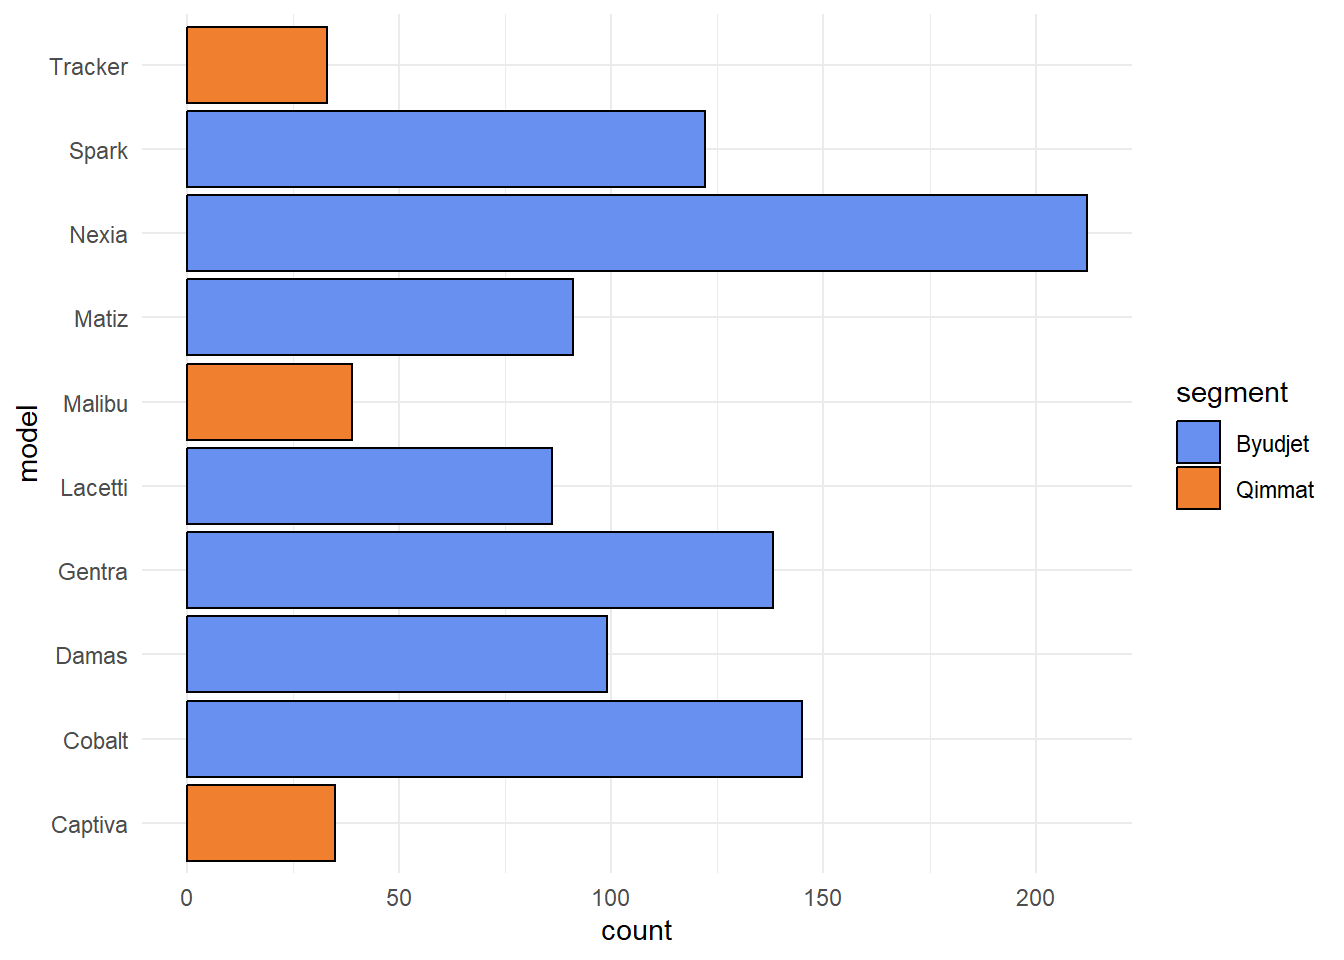 Tracker
Spark
Nexia
Matiz
Malibu
Lacetti
Gentra
Damas
Cobalt
Captiva
model
0 50 100 150 200
count
segment
Byudjet
Qimmat